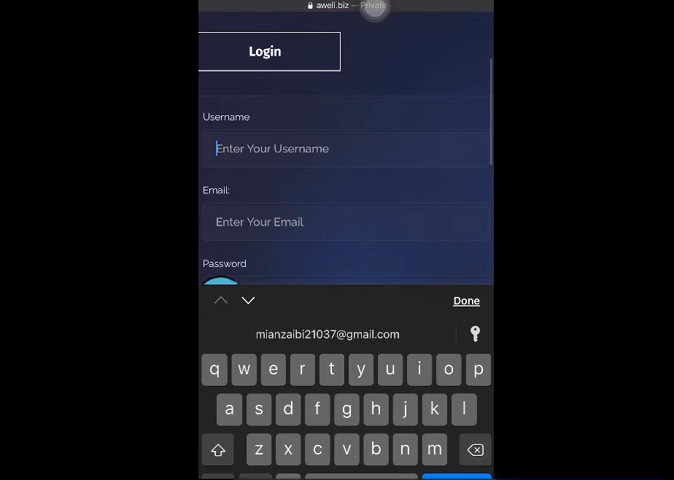 aweli.biz — Private
Login
Username
Enter Your Username
Email:
Enter Your Email
Password
Done
mianzaibi21037@gmail.com
q w e r t y u i o p
a s d f g h j k l
z x c v b n m